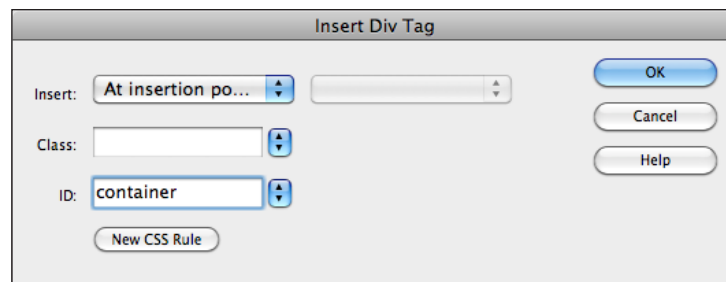 Insert Div Tag
Insert: At insertion po...
OK
Class:
Cancel
ID: container
Help
New CSS Rule